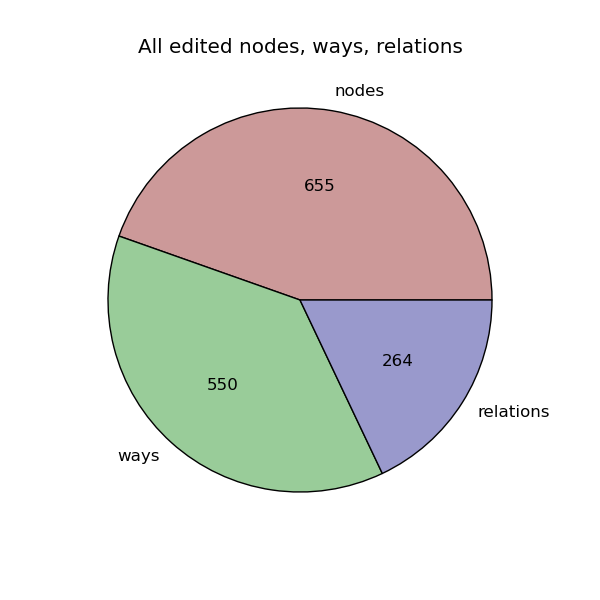 All edited nodes, ways, relations
nodes
655
264
550
relations
ways